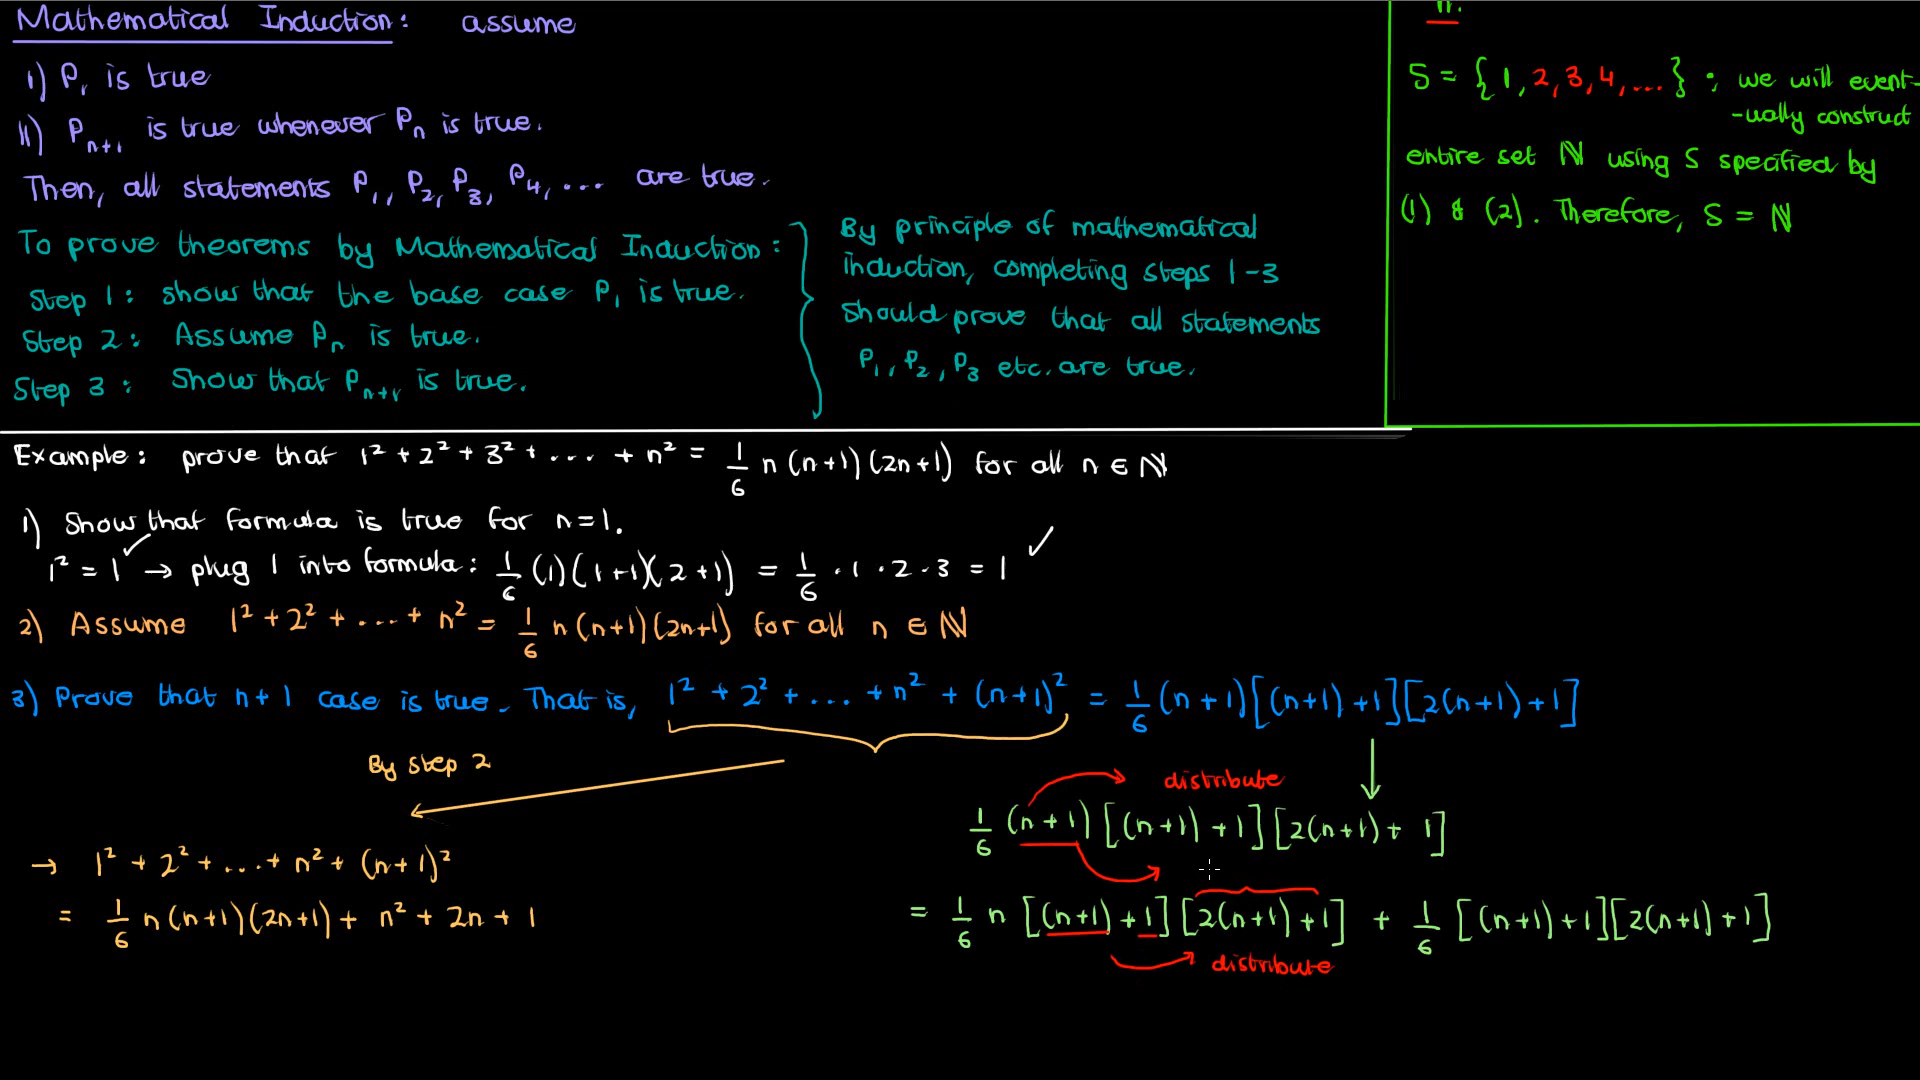 Mathematical Induction: assume
I) P₁ is true
II) Pₙ₊₁ is true whenever Pₙ is true.
Then, all statements P₁, P₂, P₃, P₄, ... are true.
To prove theorems by Mathematical Induction:
Step 1: show that the base case P₁ is true.
Step 2: Assume Pₙ is true.
Step 3: Show that Pₙ₊₁ is true.
By principle of mathematical
induction, completing steps 1-3
should prove that all statements
P₁, P₂, P₃ etc. are true.
S = {1, 2, 3, 4, ...} ; we will event-
-ually construct
entire set ℕ using S specified by
(1) & (2). Therefore, S = ℕ
Example: prove that 1² + 2² + 3² + ... + n² = 1/6 n(n+1)(2n+1) for all n ∈ ℕ
1) Show that formula is true for n=1.
1² = 1 ✓ → plug 1 into formula: 1/6 (1)(1+1)(2+1) = 1/6 · 1 · 2 · 3 = 1 ✓
2) Assume 1² + 2² + ... + n² = 1/6 n(n+1)(2n+1) for all n ∈ ℕ
3) Prove that n+1 case is true. That is, 1² + 2² + ... + n² + (n+1)² = 1/6 (n+1)[(n+1)+1][2(n+1)+1]
By step 2
→ 1² + 2² + ... + n² + (n+1)²
= 1/6 n(n+1)(2n+1) + n² + 2n + 1
distribute
1/6 (n+1)[(n+1)+1][2(n+1)+1]
= 1/6 n[(n+1)+1][2(n+1)+1] + 1/6 [(n+1)+1][2(n+1)+1]
distribute